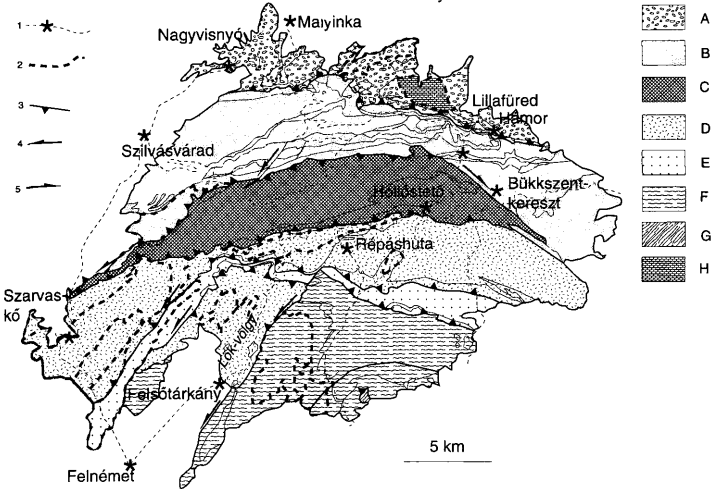 Malyinka
Nagyvisnyó
Lillafüred
Hámor
Szilvásvárad
Bükkszent-
kereszt
Hollóstető
Répáshuta
Szarvas-
kő
Lök-völgy
Felsőtárkány
Felnémet
5 km
1
2
3
4
5
A
B
C
D
E
F
G
H